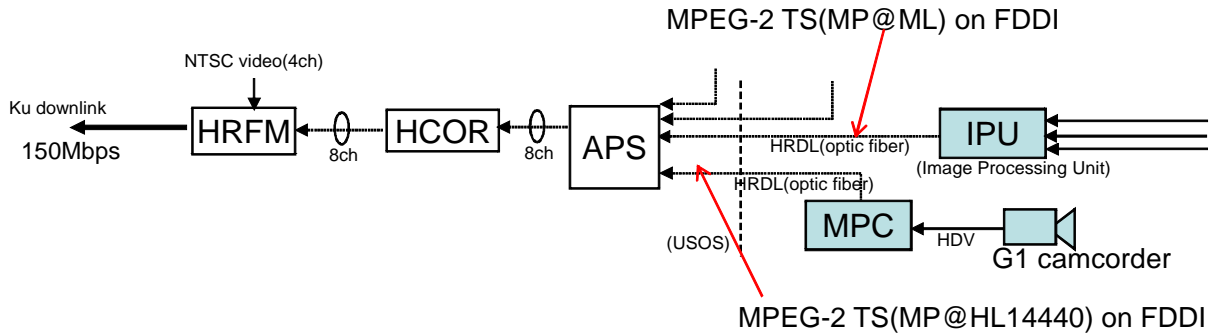 MPEG-2 TS(MP@ML) on FDDI
NTSC video(4ch)
Ku downlink
150Mbps
HRFM
8ch
HCOR
8ch
APS
HRDL(optic fiber)
IPU
(Image Processing Unit)
HRDL(optic fiber)
MPC
HDV
G1 camcorder
(USOS)
MPEG-2 TS(MP@HL14440) on FDDI